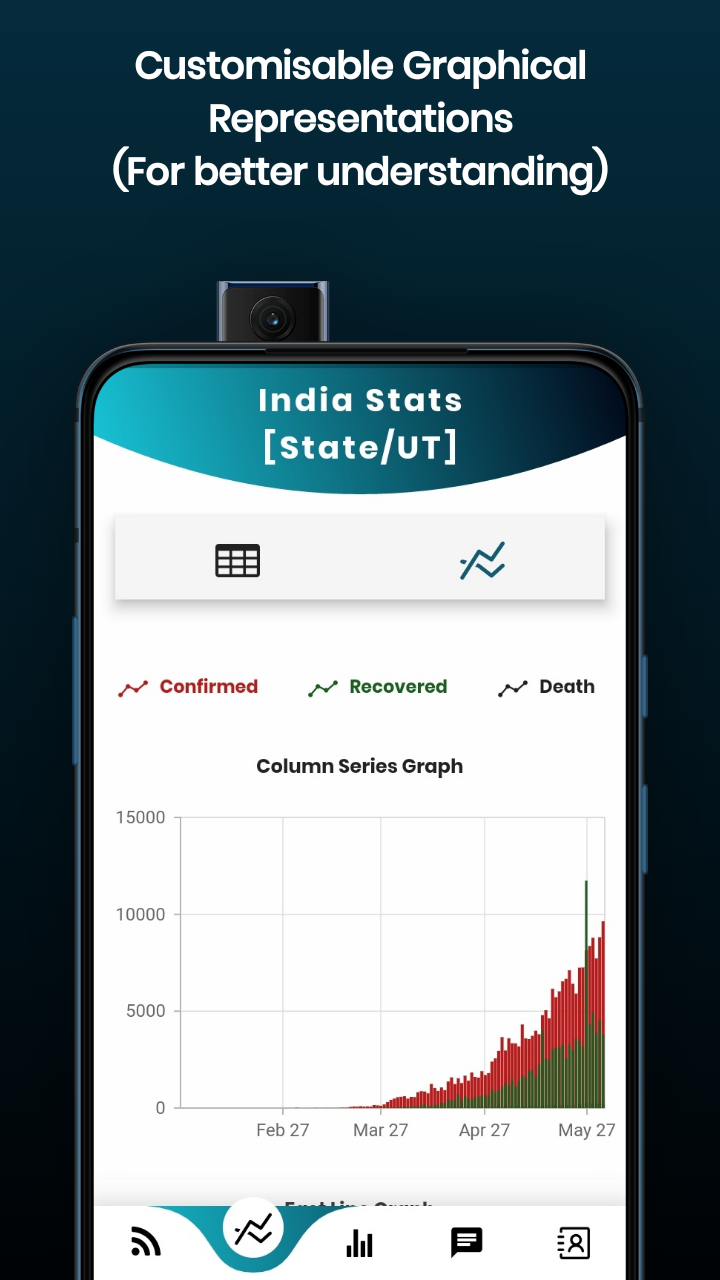 Customisable Graphical
Representations
(For better understanding)
India Stats
[State/UT]
Confirmed Recovered Death
Column Series Graph
15000
10000
5000
0
Feb 27 Mar 27 Apr 27 May 27